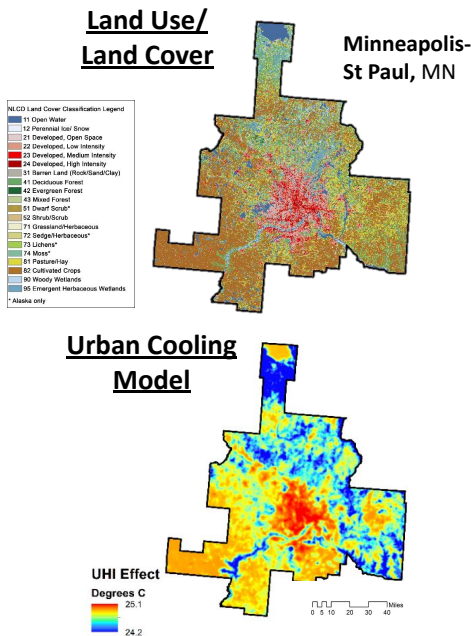 Land Use/
Land Cover
Minneapolis-
St Paul, MN
NLCD Land Cover Classification Legend
11 Open Water
12 Perennial Ice/ Snow
21 Developed, Open Space
22 Developed, Low Intensity
23 Developed, Medium Intensity
24 Developed, High Intensity
31 Barren Land (Rock/Sand/Clay)
41 Deciduous Forest
42 Evergreen Forest
43 Mixed Forest
51 Dwarf Scrub*
52 Shrub/Scrub
71 Grassland/Herbaceous
72 Sedge/Herbaceous*
73 Lichens*
74 Moss*
81 Pasture/Hay
82 Cultivated Crops
90 Woody Wetlands
95 Emergent Herbaceous Wetlands
* Alaska only
Urban Cooling
Model
UHI Effect
Degrees C
25.1
24.2
0 5 10 20 30 40 Miles